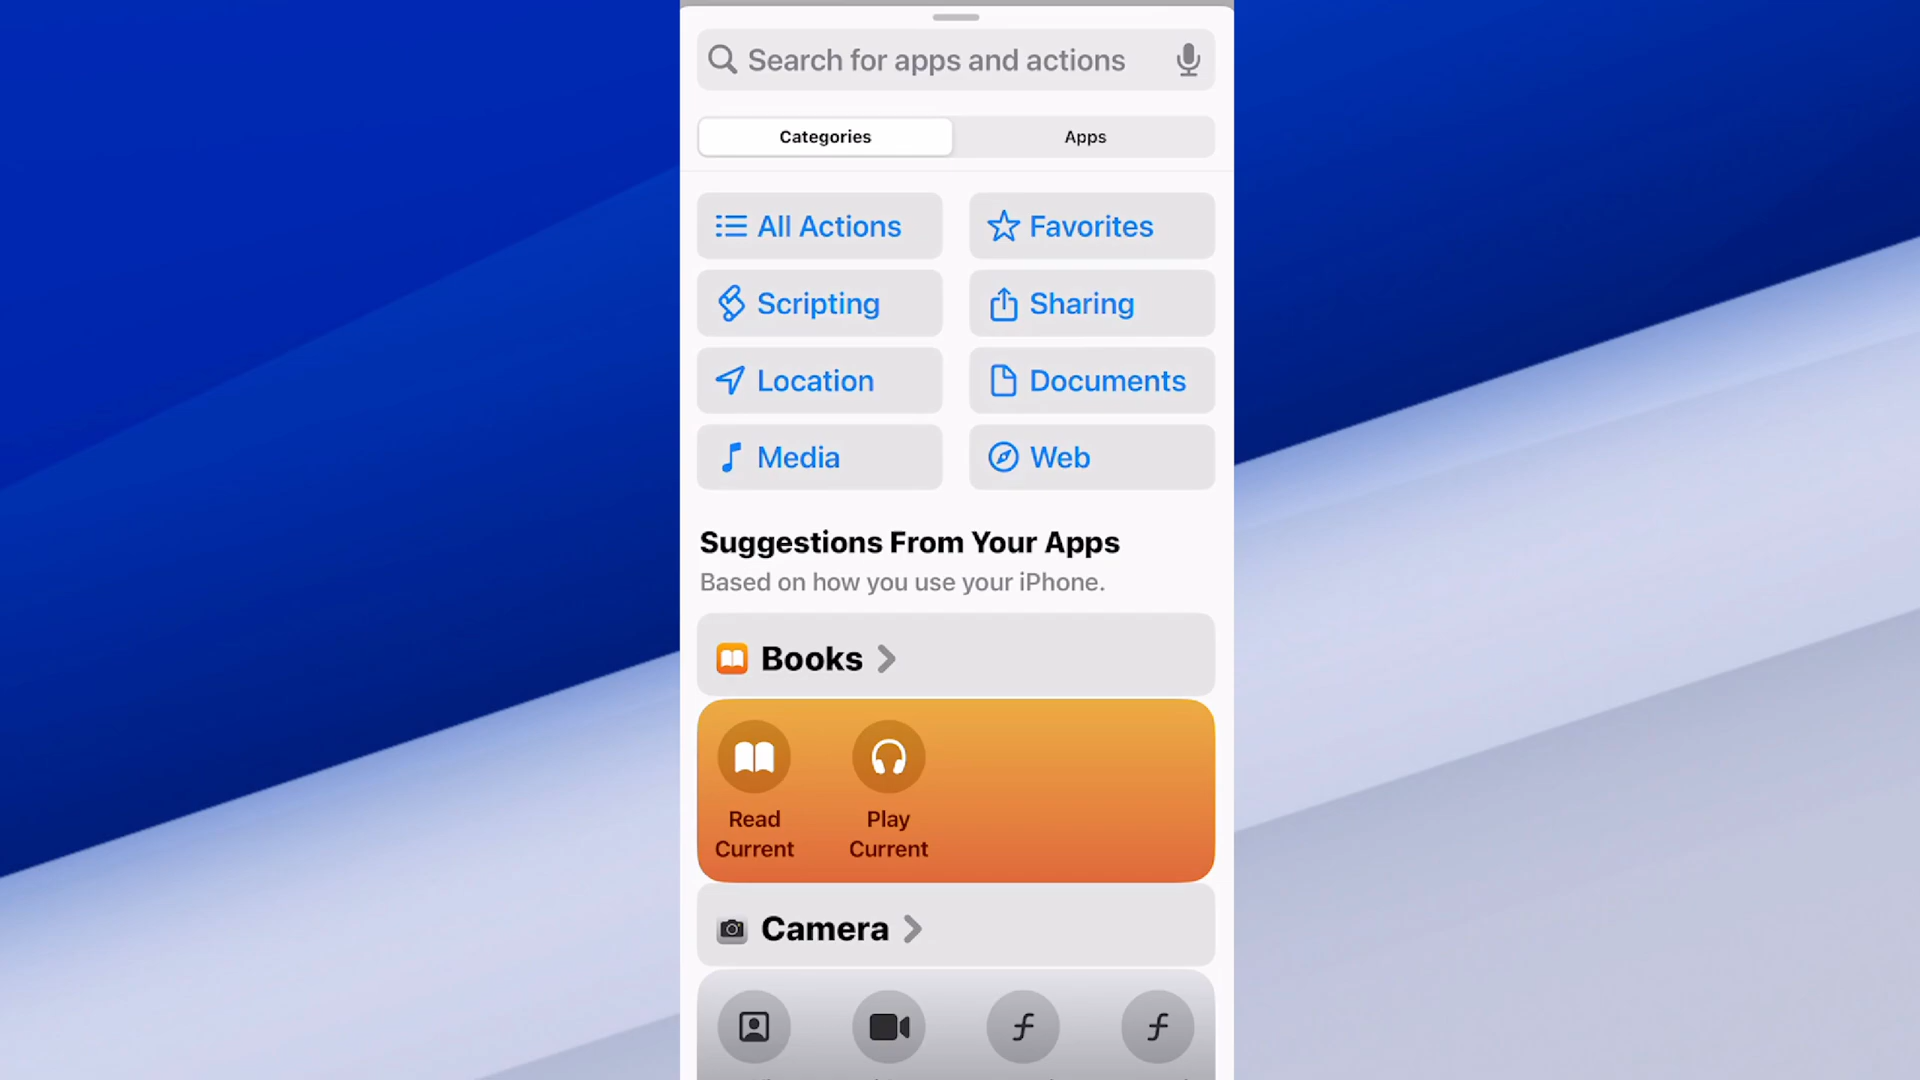 Search for apps and actions
Categories
Apps
All Actions
Favorites
Scripting
Sharing
Location
Documents
Media
Web
Suggestions From Your Apps
Based on how you use your iPhone.
Books
Read
Current
Play
Current
Camera